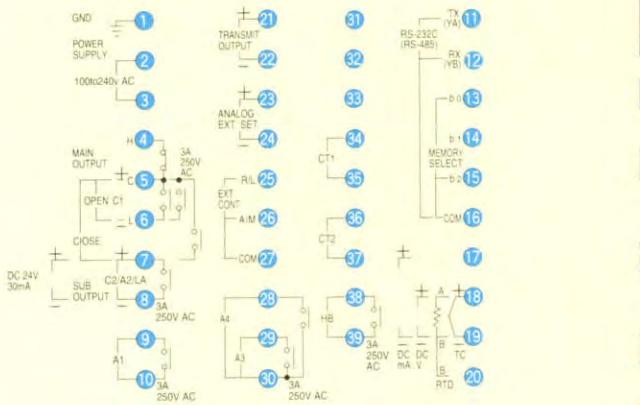 GND 1
POWER SUPPLY 2
100to240v AC
3
H 4
MAIN OUTPUT
3A 250V AC
+ C 5
OPEN C1
- L 6
ClOSE
+ 7
DC 24V 30mA
SUB OUTPUT
C2/A2/LA
- 8
3A 250V AC
9
A1
10
3A 250V AC
+ 21
TRANSMIT OUTPUT
- 22
+ 23
ANALOG EXT SET
- 24
R/L 25
EXT CONT
A/M 26
COM 27
28
A4
29
A3
30
3A 250V AC
31
32
33
34
CT1
35
36
CT2
37
38
HB
39
3A 250V AC
TX (YA) 11
RS-232C (RS-485)
RX (YB) 12
b 0 13
b 1 14
MEMORY SELECT
b 2 15
COM 16
+ 17
+ A + 18
B - 19
DC mA
DC V
TC
B 20
RTD